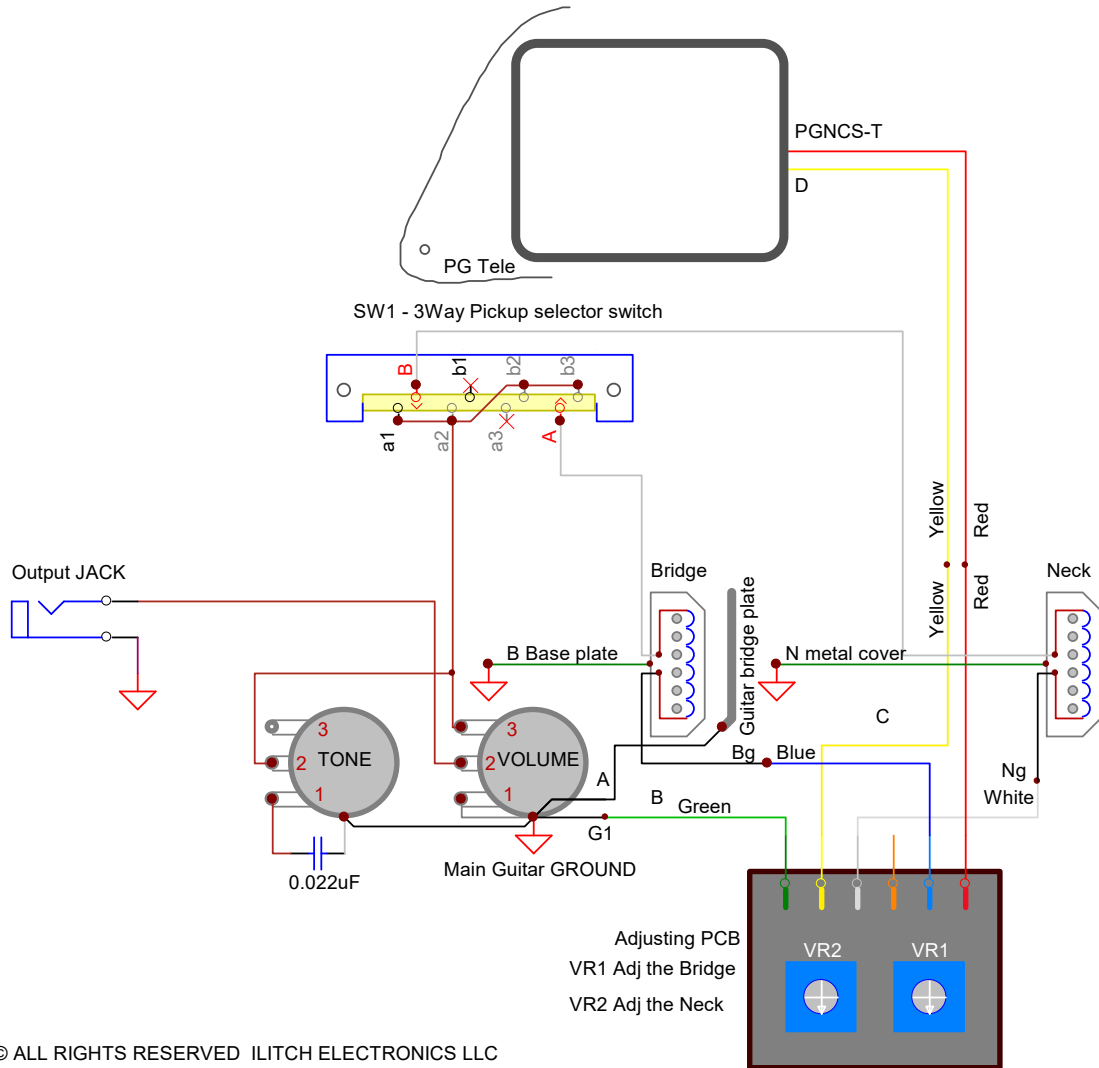 PGNCS-T
D
PG Tele
SW1 - 3Way Pickup selector switch
B
b1
b2
b3
a1
a2
a3
A
Yellow
Red
Output JACK
Bridge
Neck
Yellow
Red
Guitar bridge plate
B Base plate
N metal cover
C
3
2
1
TONE
3
2
1
VOLUME
A
Bg
Blue
Ng
White
B
Green
G1
0.022uF
Main Guitar GROUND
Adjusting PCB
VR2
VR1
VR1 Adj the Bridge
VR2 Adj the Neck
© ALL RIGHTS RESERVED ILITCH ELECTRONICS LLC